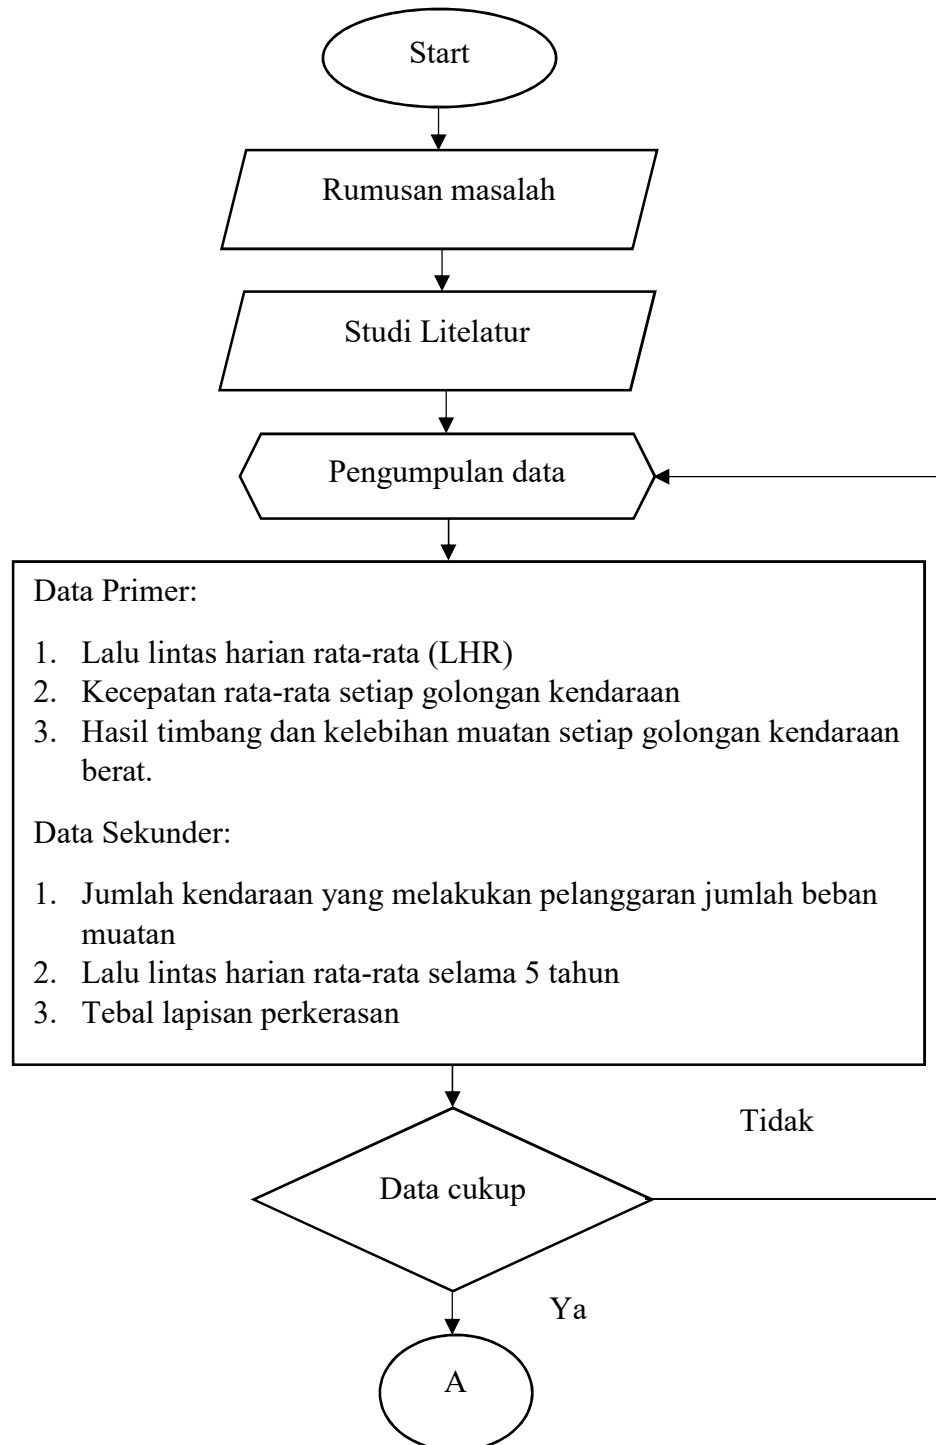 Start
Rumusan masalah
Studi Litelatur
Pengumpulan data
Data Primer:
1. Lalu lintas harian rata-rata (LHR)
2. Kecepatan rata-rata setiap golongan kendaraan
3. Hasil timbang dan kelebihan muatan setiap golongan kendaraan
berat.
Data Sekunder:
1. Jumlah kendaraan yang melakukan pelanggaran jumlah beban
muatan
2. Lalu lintas harian rata-rata selama 5 tahun
3. Tebal lapisan perkerasan
Tidak
Data cukup
Ya
A